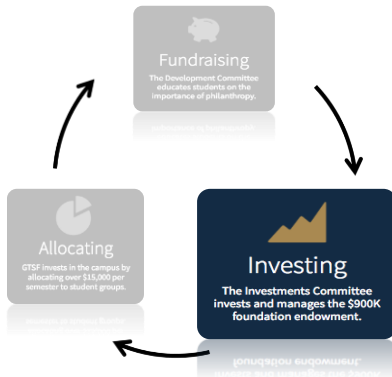 Fundraising
The Development Committee
educates students on the
importance of philanthropy.
Allocating
GTSF invests in the campus by
allocating over $15,000 per
semester to student groups.
Investing
The Investments Committee
invests and manages the $900K
foundation endowment.